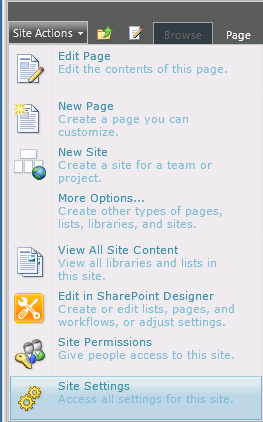 Site Actions Browse Page
Edit Page
Edit the contents of this page.
New Page
Create a page you can
customize.
New Site
Create a site for a team or
project.
More Options...
Create other types of pages,
lists, libraries, and sites.
View All Site Content
View all libraries and lists in
this site.
Edit in SharePoint Designer
Create or edit lists, pages, and
workflows, or adjust settings.
Site Permissions
Give people access to this site.
Site Settings
Access all settings for this site.